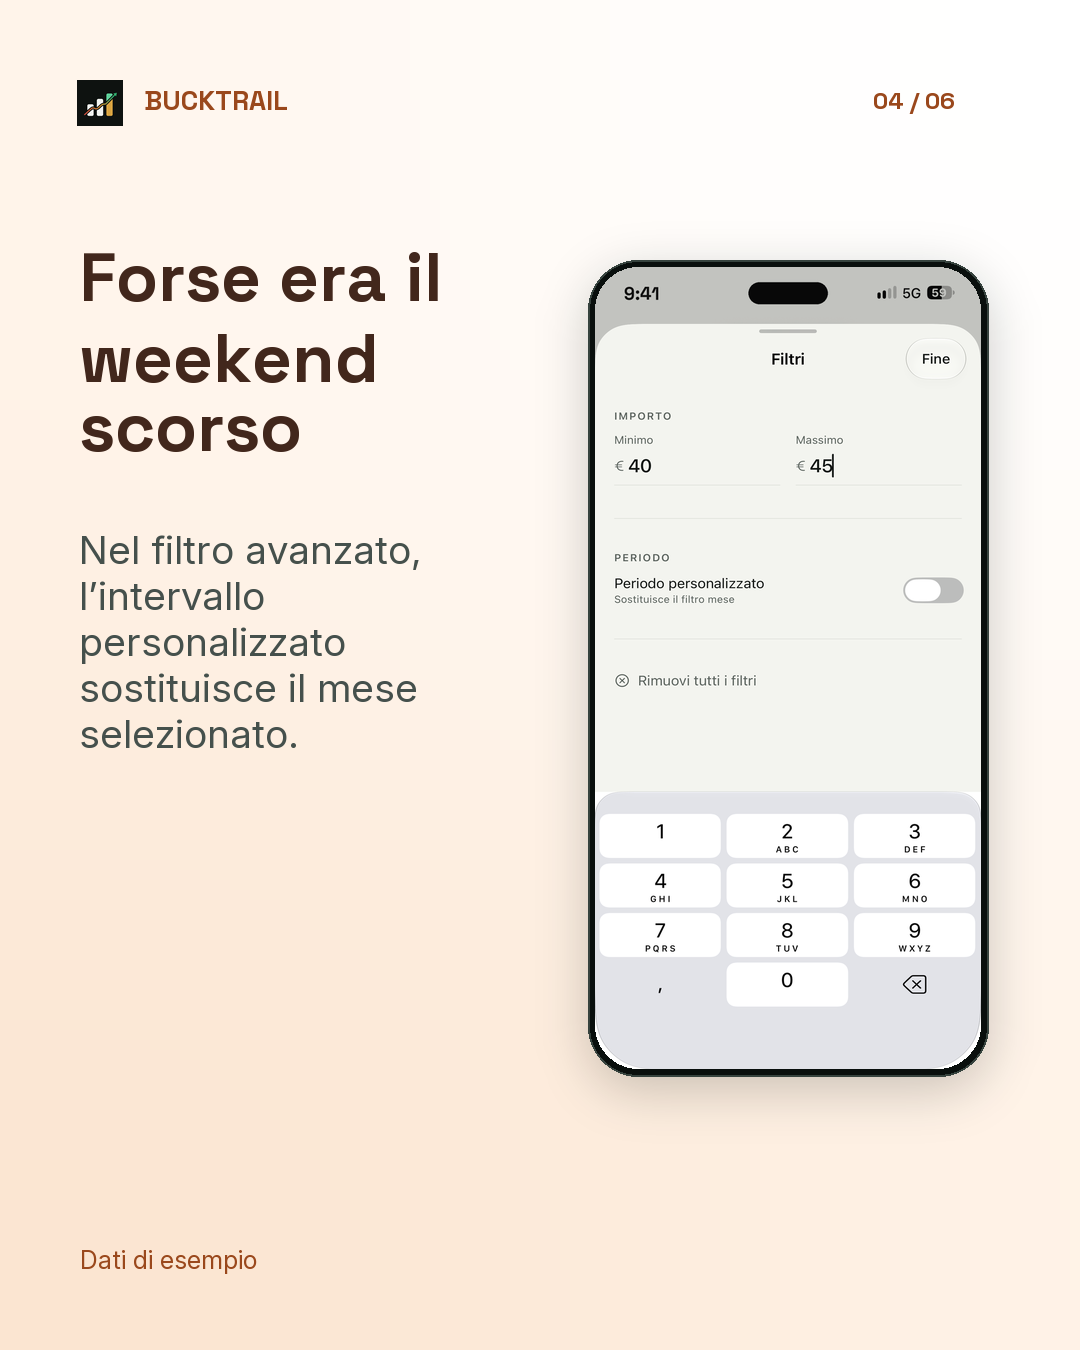 BUCKTRAIL
04 / 06
Forse era il
weekend
scorso
Nel filtro avanzato,
l’intervallo
personalizzato
sostituisce il mese
selezionato.
9:41
5G 59
Filtri
Fine
IMPORTO
Minimo
Massimo
€ 40
€ 45
PERIODO
Periodo personalizzato
Sostituisce il filtro mese
Rimuovi tutti i filtri
1
2
3
ABC
DEF
4
5
6
GHI
JKL
MNO
7
8
9
PQRS
TUV
WXYZ
,
0
Dati di esempio